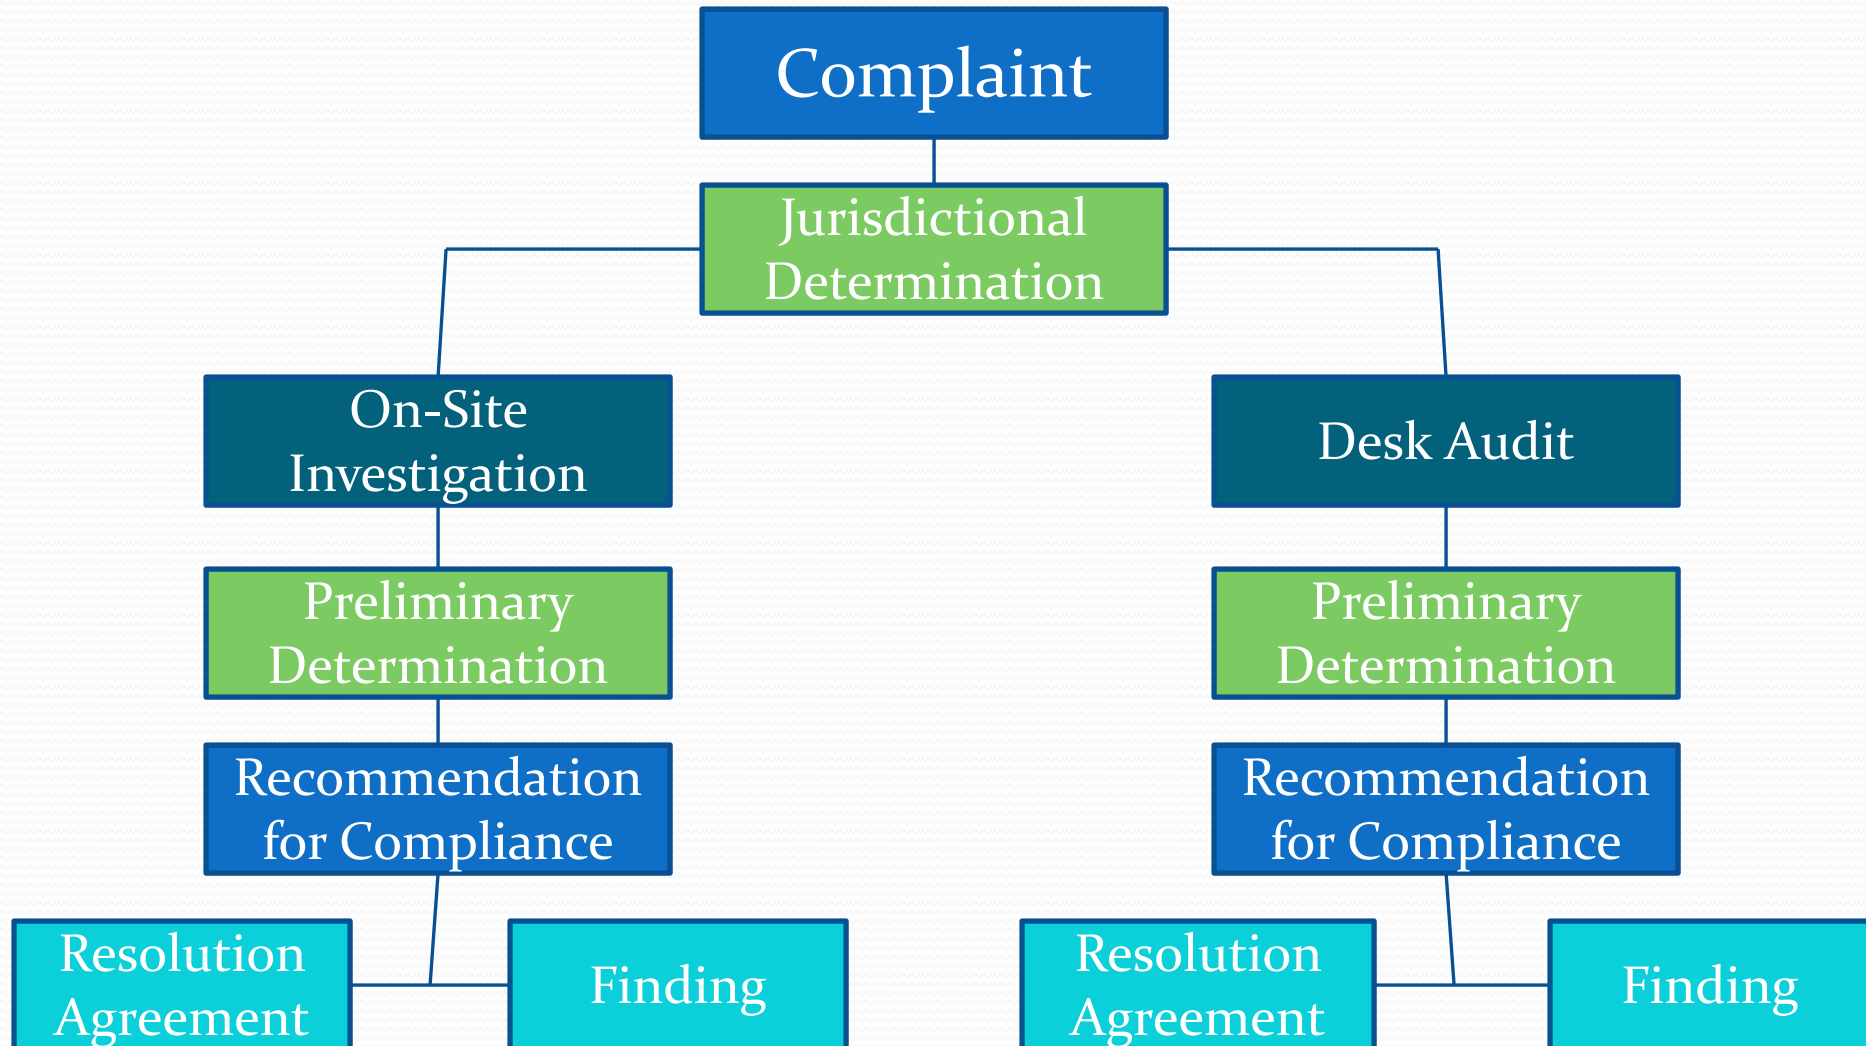 Complaint
Jurisdictional
Determination
On-Site
Investigation
Desk Audit
Preliminary
Determination
Preliminary
Determination
Recommendation
for Compliance
Recommendation
for Compliance
Resolution
Agreement
Finding
Resolution
Agreement
Finding